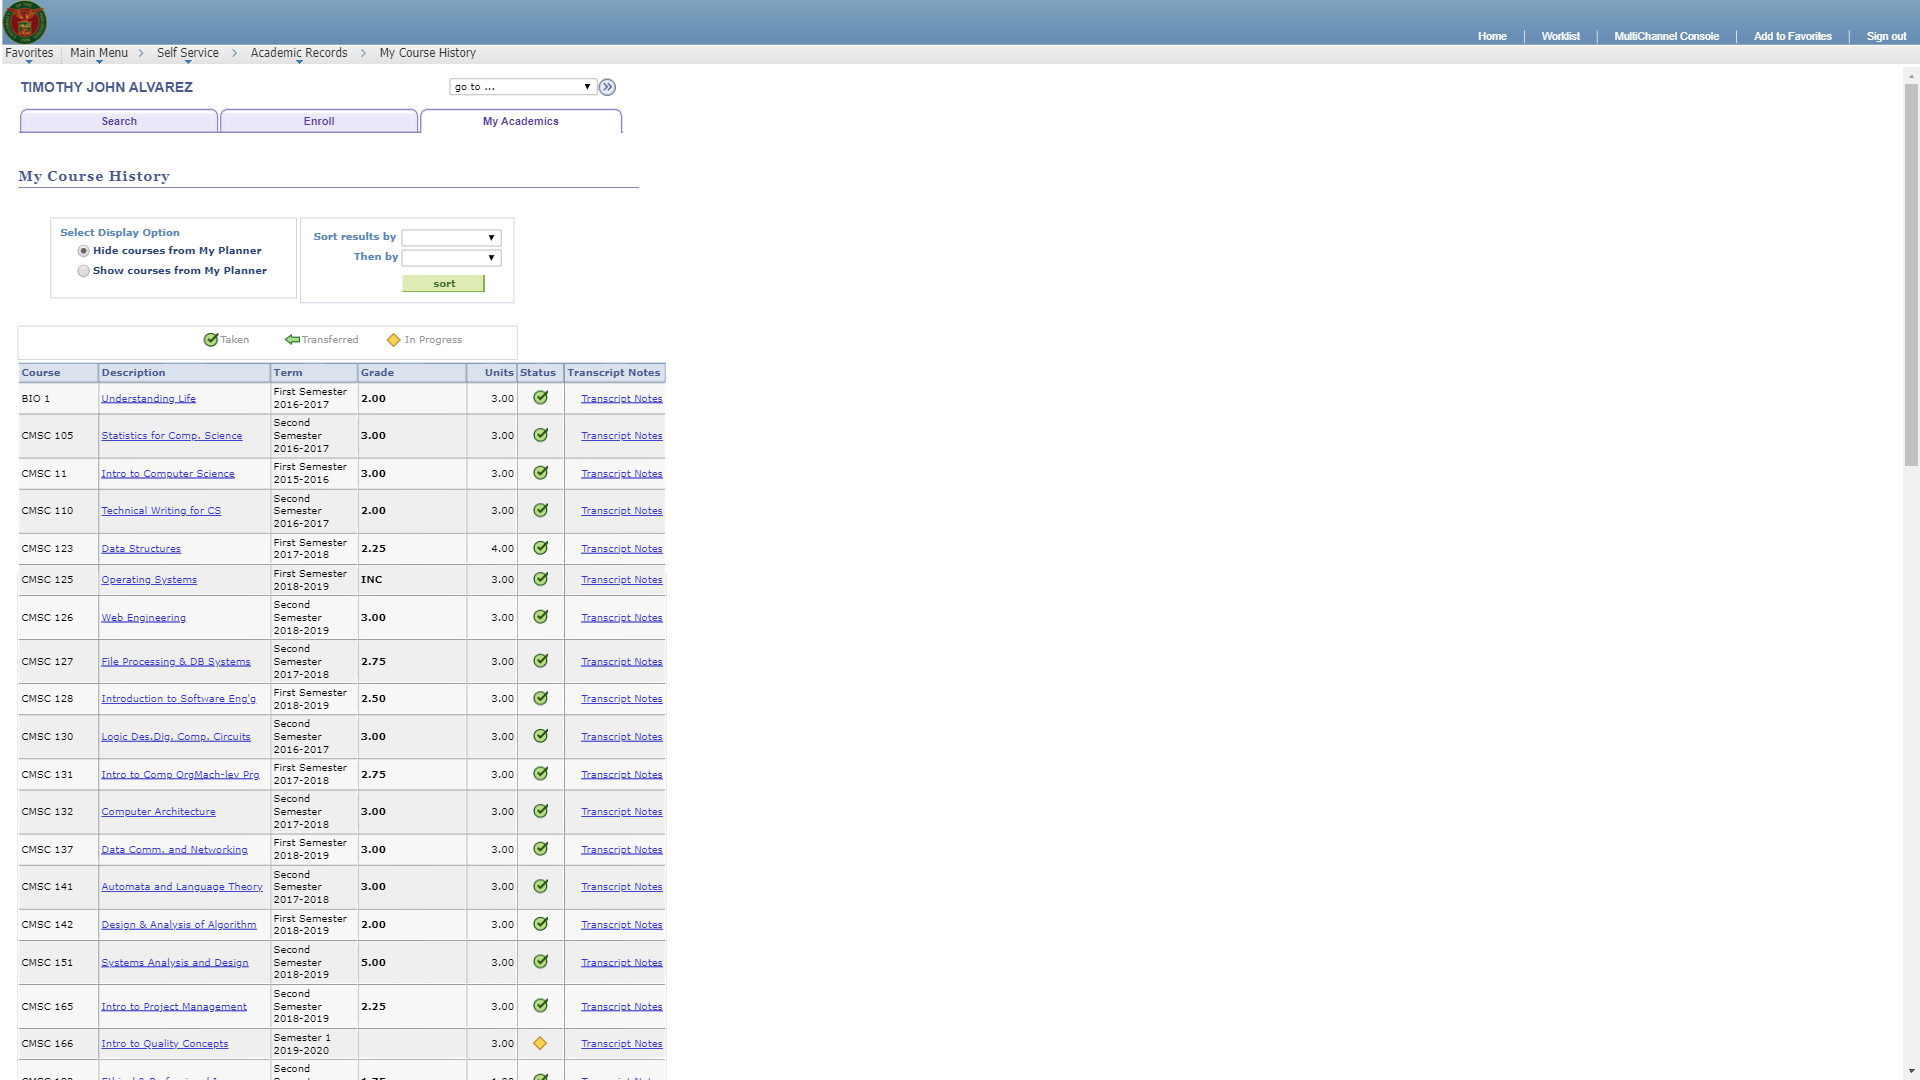 Home Worklist MultiChannel Console Add to Favorites Sign out
Favorites Main Menu Self Service Academic Records My Course History
TIMOTHY JOHN ALVAREZ
go to ...
Search Enroll My Academics
My Course History
Select Display Option
Hide courses from My Planner
Show courses from My Planner
Sort results by
Then by
sort
Taken Transferred In Progress
Course Description Term Grade Units Status Transcript Notes
BIO 1 Understanding Life First Semester 2016-2017 2.00 3.00 Transcript Notes
CMSC 105 Statistics for Comp. Science Second Semester 2016-2017 3.00 3.00 Transcript Notes
CMSC 11 Intro to Computer Science First Semester 2015-2016 3.00 3.00 Transcript Notes
CMSC 110 Technical Writing for CS Second Semester 2016-2017 2.00 3.00 Transcript Notes
CMSC 123 Data Structures First Semester 2017-2018 2.25 4.00 Transcript Notes
CMSC 125 Operating Systems First Semester 2018-2019 INC 3.00 Transcript Notes
CMSC 126 Web Engineering Second Semester 2018-2019 3.00 3.00 Transcript Notes
CMSC 127 File Processing & DB Systems Second Semester 2017-2018 2.75 3.00 Transcript Notes
CMSC 128 Introduction to Software Eng'g First Semester 2018-2019 2.50 3.00 Transcript Notes
CMSC 130 Logic Des.Dig. Comp. Circuits Second Semester 2016-2017 3.00 3.00 Transcript Notes
CMSC 131 Intro to Comp OrgMach-lev Prg First Semester 2017-2018 2.75 3.00 Transcript Notes
CMSC 132 Computer Architecture Second Semester 2017-2018 3.00 3.00 Transcript Notes
CMSC 137 Data Comm. and Networking First Semester 2018-2019 3.00 3.00 Transcript Notes
CMSC 141 Automata and Language Theory Second Semester 2017-2018 3.00 3.00 Transcript Notes
CMSC 142 Design & Analysis of Algorithm First Semester 2018-2019 2.00 3.00 Transcript Notes
CMSC 151 Systems Analysis and Design Second Semester 2018-2019 5.00 3.00 Transcript Notes
CMSC 165 Intro to Project Management Second Semester 2018-2019 2.25 3.00 Transcript Notes
CMSC 166 Intro to Quality Concepts Semester 1 2019-2020 3.00 Transcript Notes
Second